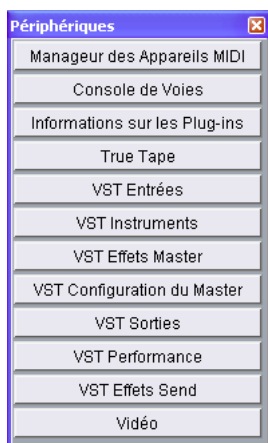 Périphériques
Manageur des Appareils MIDI
Console de Voies
Informations sur les Plug-ins
True Tape
VST Entrées
VST Instruments
VST Effets Master
VST Configuration du Master
VST Sorties
VST Performance
VST Effets Send
Vidéo